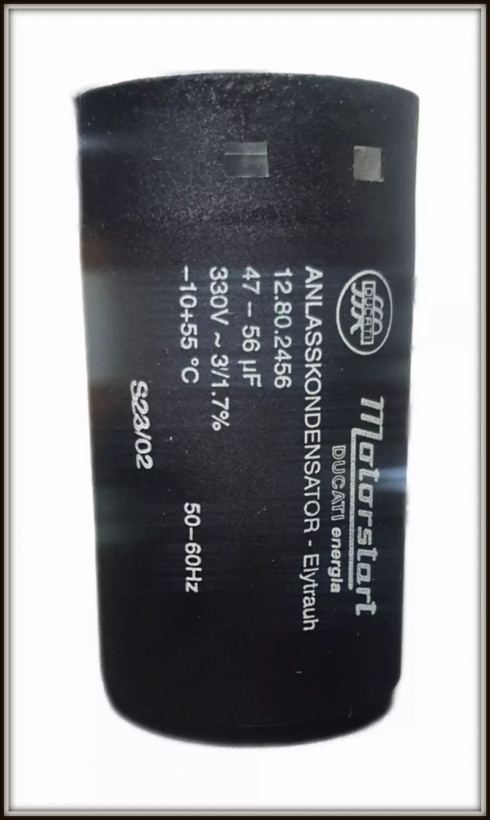 DUCATI
Motorstart
DUCATI energia
ANLASSKONDENSATOR - Elytrauh
12.80.2456
47 – 56 µF
330V ~ 3'/1.7%
–10+55 °C 50–60Hz
S23/02